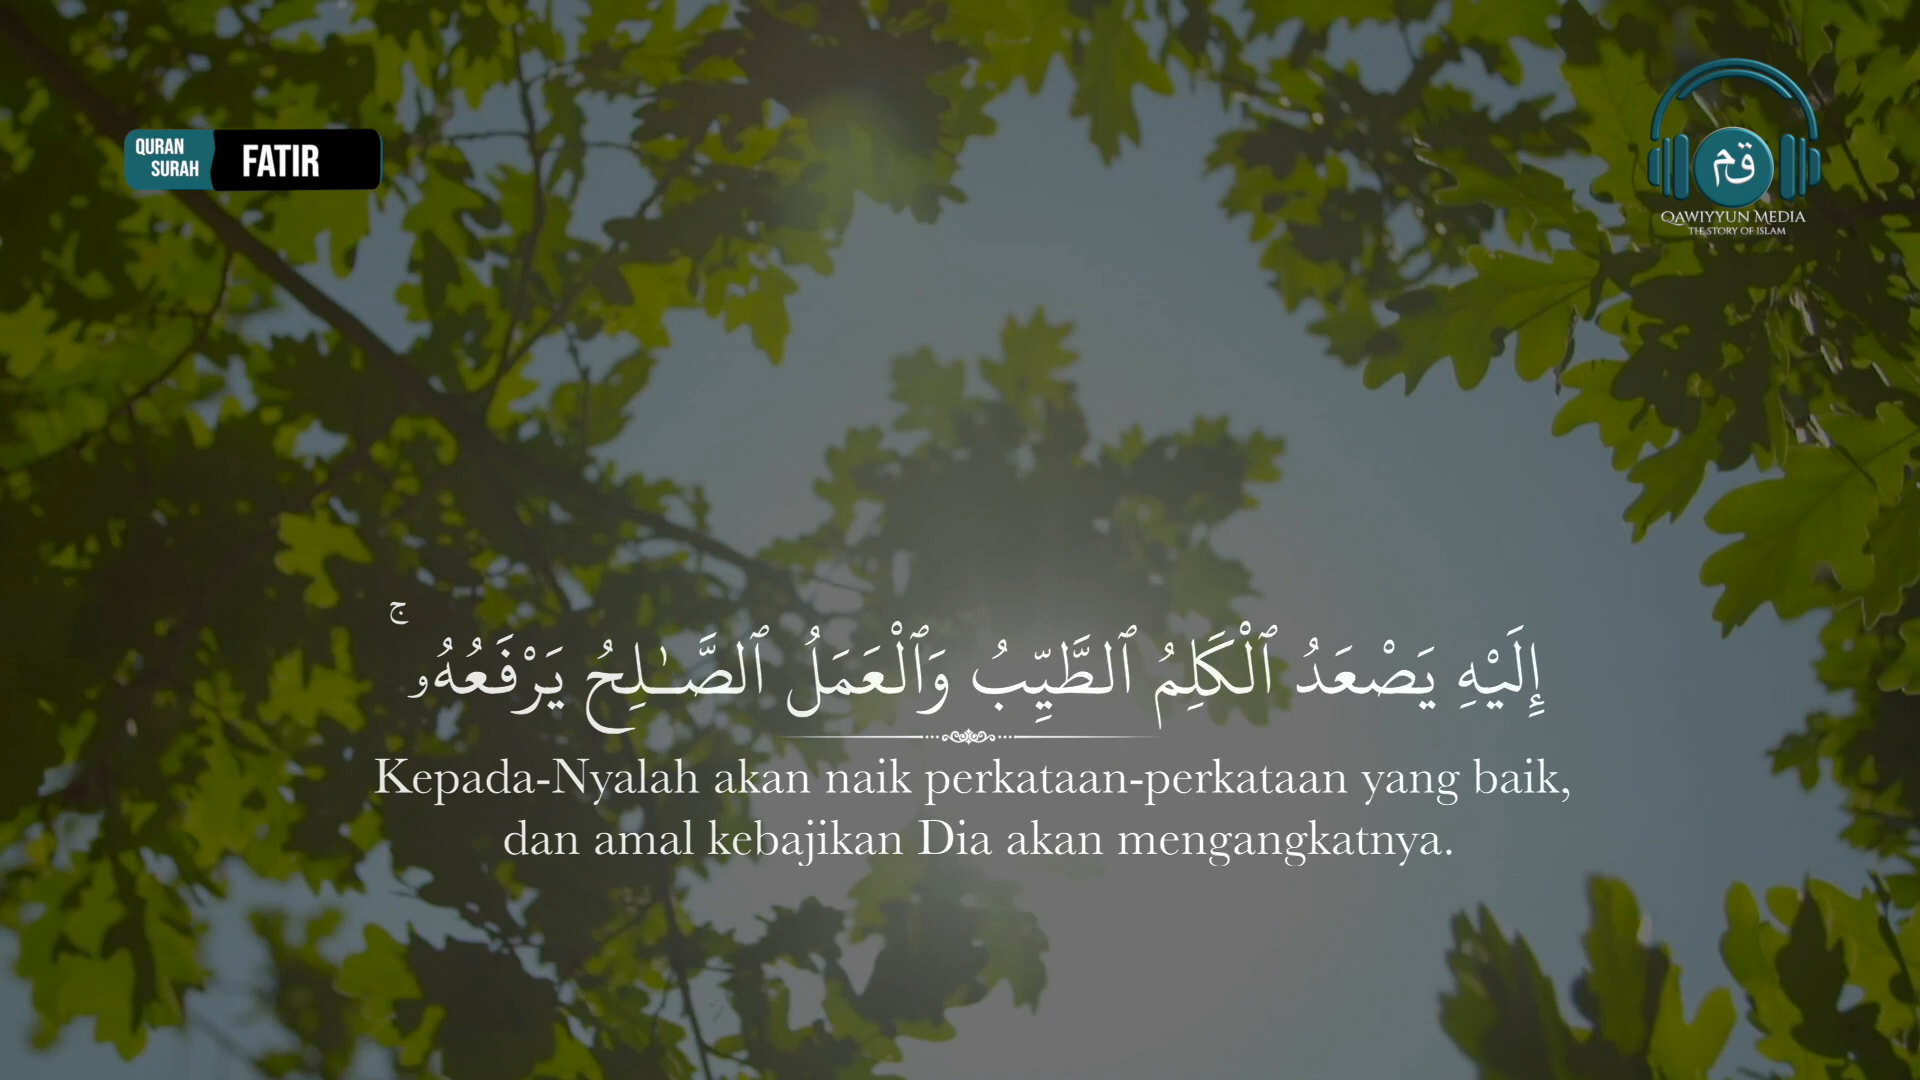 QURAN
SURAH
FATIR
قم
QAWIYYUN MEDIA
THE STORY OF ISLAM
إِلَيْهِ يَصْعَدُ ٱلْكَلِمُ ٱلطَّيِّبُ وَٱلْعَمَلُ ٱلصَّـٰلِحُ يَرْفَعُهُۥ ۚ
Kepada-Nyalah akan naik perkataan-perkataan yang baik,
dan amal kebajikan Dia akan mengangkatnya.